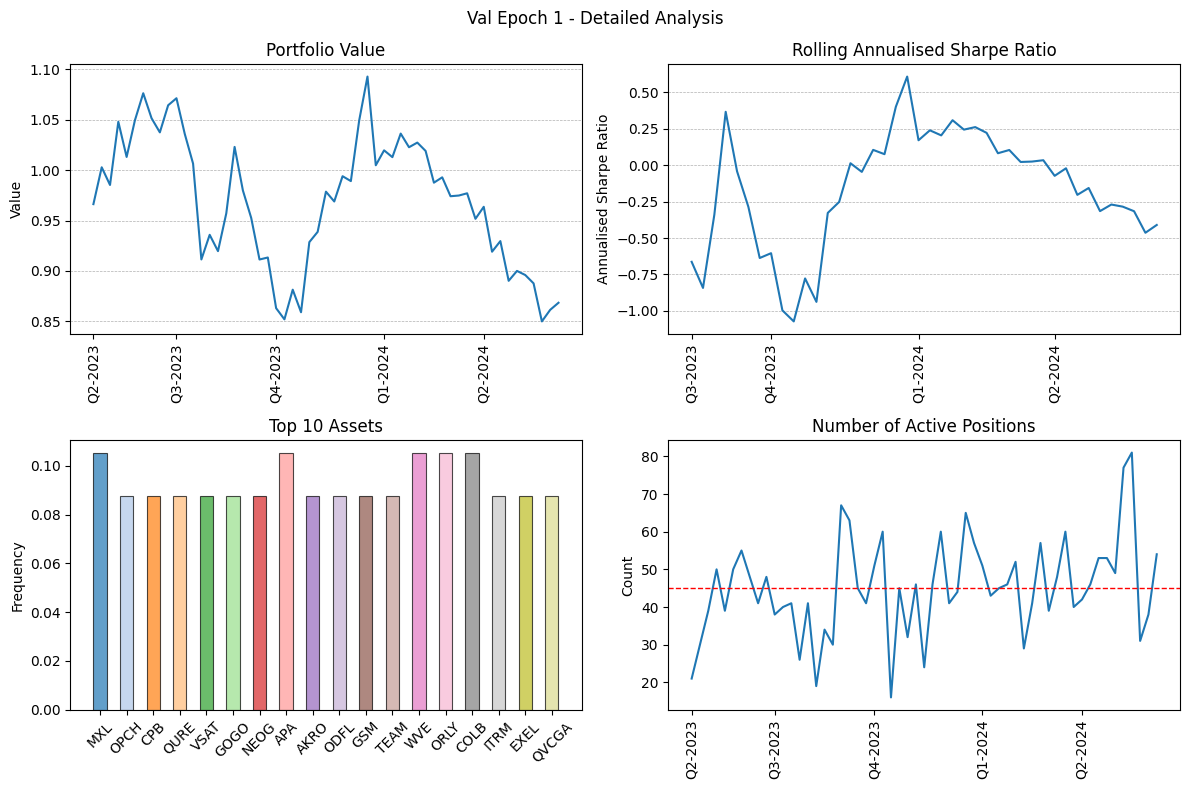 Val Epoch 1 - Detailed Analysis
Portfolio Value
Value
1.10
1.05
1.00
0.95
0.90
0.85
Q2-2023
Q3-2023
Q4-2023
Q1-2024
Q2-2024
Rolling Annualised Sharpe Ratio
Annualised Sharpe Ratio
0.50
0.25
0.00
−0.25
−0.50
−0.75
−1.00
Q3-2023
Q4-2023
Q1-2024
Q2-2024
Top 10 Assets
Frequency
0.10
0.08
0.06
0.04
0.02
0.00
MXL
OPCH
CPB
QURE
VSAT
GOGO
NEOG
APA
AKRO
ODFL
GSM
TEAM
WVE
ORLY
COLB
ITRM
EXEL
QVCGA
Number of Active Positions
Count
80
70
60
50
40
30
20
Q2-2023
Q3-2023
Q4-2023
Q1-2024
Q2-2024